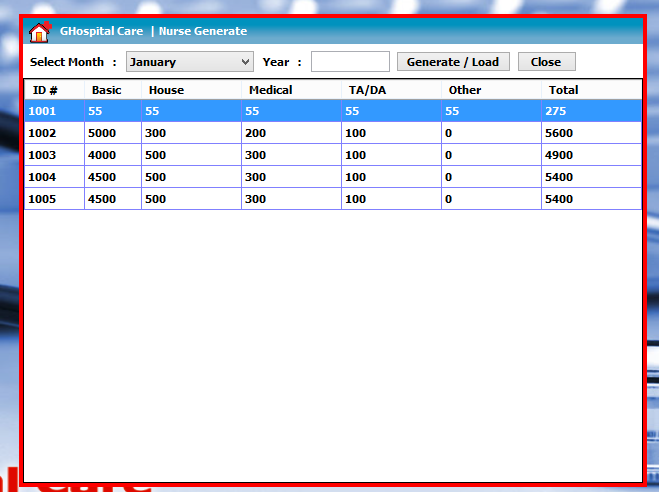 GHospital Care | Nurse Generate
Select Month : January Year : Generate / Load Close
ID # Basic House Medical TA/DA Other Total
1001 55 55 55 55 55 275
1002 5000 300 200 100 0 5600
1003 4000 500 300 100 0 4900
1004 4500 500 300 100 0 5400
1005 4500 500 300 100 0 5400